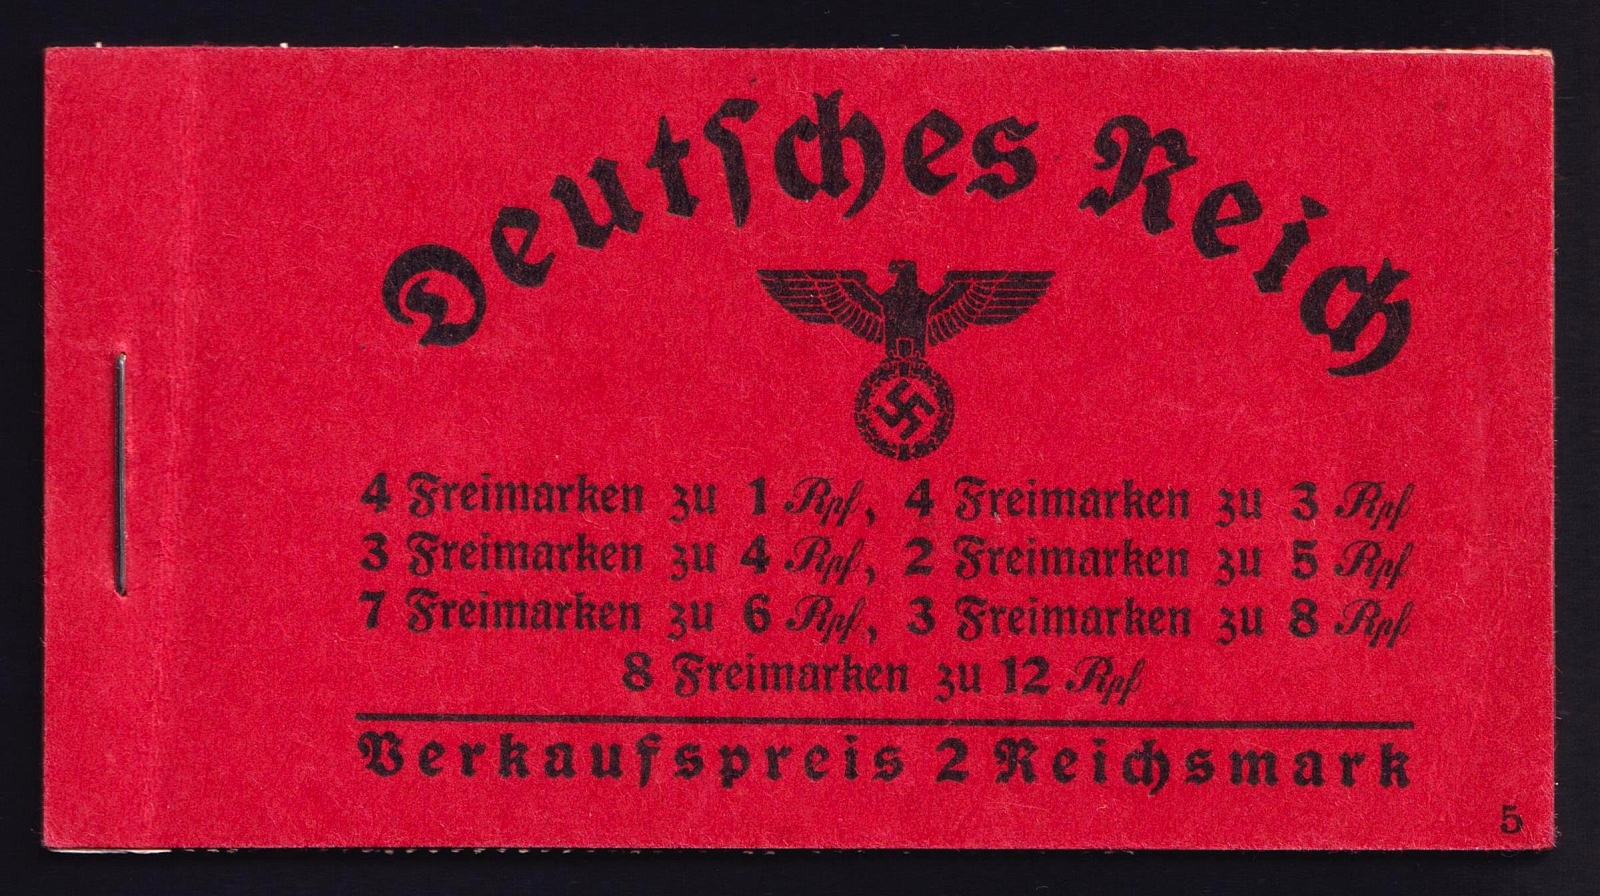 Deutsches Reich
4 Freimarken zu 1 Rpf, 4 Freimarken zu 3 Rpf
3 Freimarken zu 4 Rpf, 2 Freimarken zu 5 Rpf
7 Freimarken zu 6 Rpf, 3 Freimarken zu 8 Rpf
8 Freimarken zu 12 Rpf
Verkaufspreis 2 Reichsmark
5